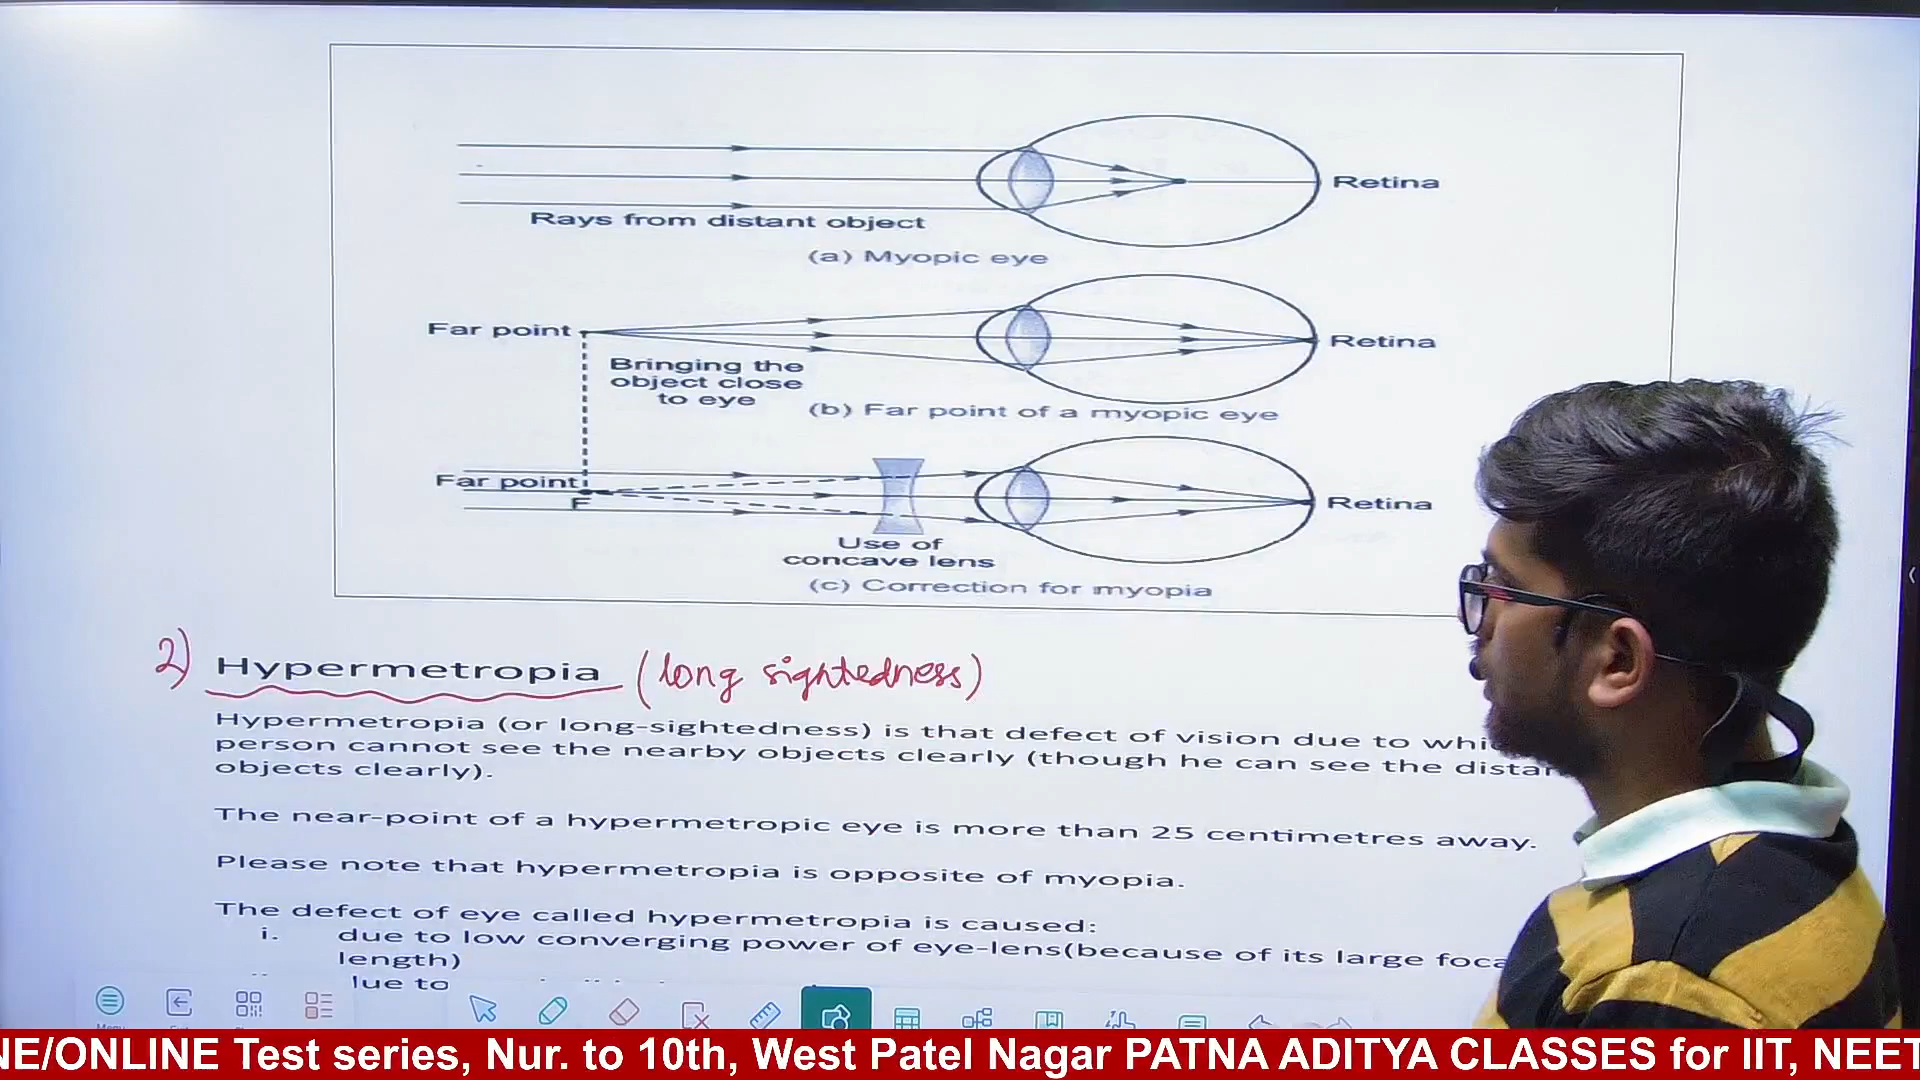 Retina
Rays from distant object
(a) Myopic eye
Far point
Retina
Bringing the
object close
to eye
(b) Far point of a myopic eye
Far point
F
Retina
Use of
concave lens
(c) Correction for myopia
2) Hypermetropia (long sightedness)
Hypermetropia (or long-sightedness) is that defect of vision due to
person cannot see the nearby objects clearly (though he can see the
objects clearly).
The near-point of a hypermetropic eye is more than 25 centimetres away.
Please note that hypermetropia is opposite of myopia.
The defect of eye called hypermetropia is caused:
i. due to low converging power of eye-lens(because of its large
length)
to
NE/ONLINE Test series, Nur. to 10th, West Patel Nagar PATNA ADITYA CLASSES for IIT, NEET